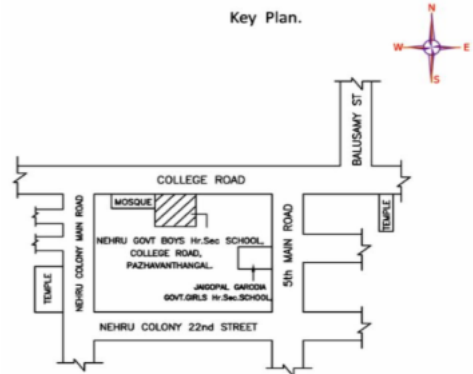 Key Plan.
N
W
E
S
BALUSAMY ST
COLLEGE ROAD
MOSQUE
NEHRU COLONY MAIN ROAD
NEHRU GOVT BOYS Hr.Sec SCHOOL,
COLLEGE ROAD,
PAZHAVANTHANGAL.
5th MAIN ROAD
TEMPLE
TEMPLE
JAIGOPAL GARODIA
GOVT.GIRLS Hr.Sec.SCHOOL
NEHRU COLONY 22nd STREET